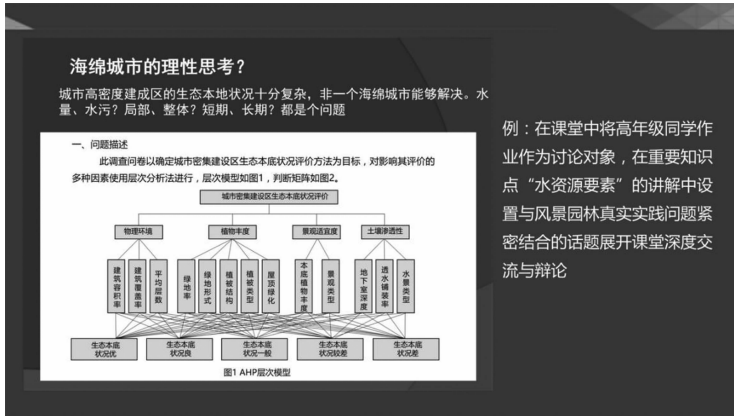 海绵城市的理性思考？
城市高密度建成区的生态本地状况十分复杂，非一个海绵城市能够解决。水
量、水污？局部、整体？短期、长期？都是个问题
一、问题描述
此调查问卷以确定城市密集建设区生态本底状况评价方法为目标，对影响其评价的
多种因素使用层次分析法进行，层次模型如图1，判断矩阵如图2。
城市密集建设区生态本底状况评价
物理环境
植物丰度
景观适宜度
土壤渗透性
建筑容积率
建筑覆盖率
平均层数
绿地率
绿地形式
植被结构
植被类型
屋顶绿化
本底植物丰度
景观类型
地下室深度
透水铺装率
水景类型
生态本底
状况优
生态本底
状况良
生态本底
状况一般
生态本底
状况较差
生态本底
状况差
图1 AHP层次模型
例：在课堂中将高年级同学作
业作为讨论对象，在重要知识
点“水资源要素”的讲解中设
置与风景园林真实实践问题紧
密结合的话题展开课堂深度交
流与辩论